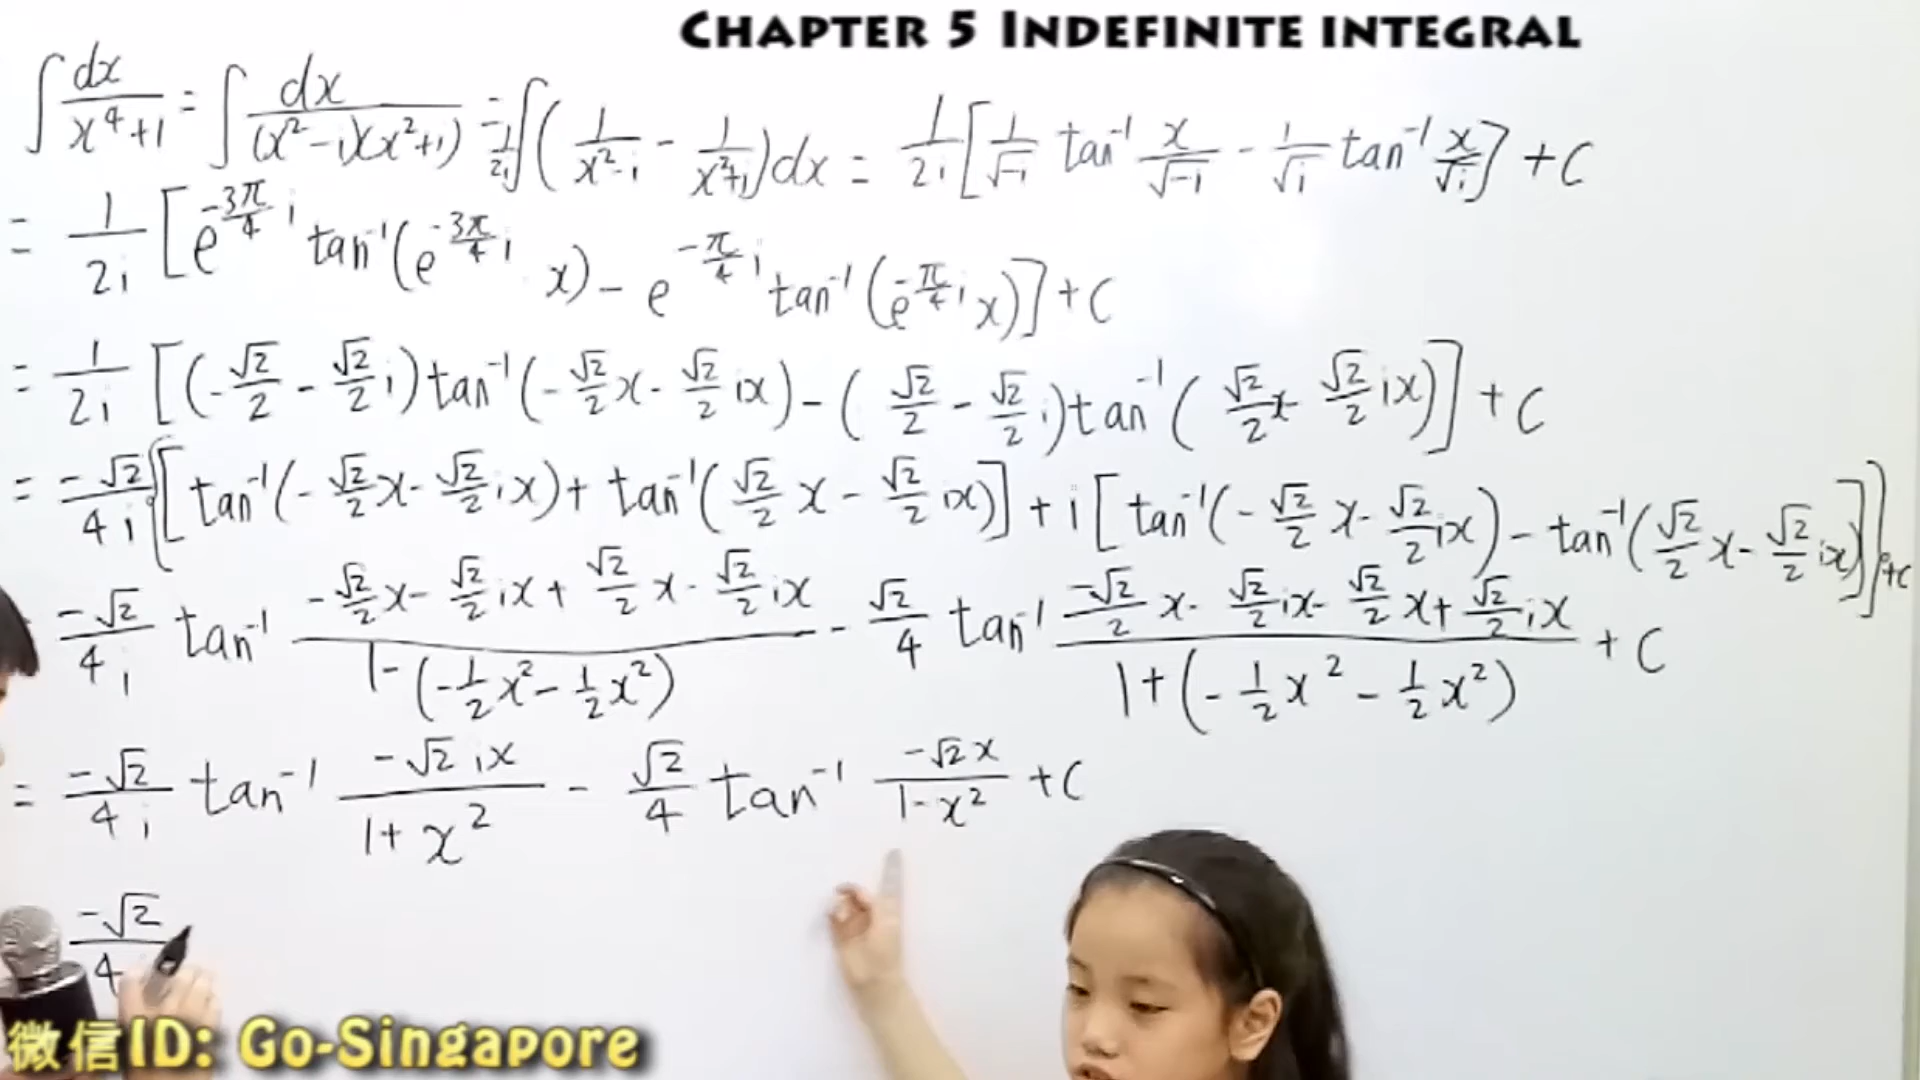 CHAPTER 5 INDEFINITE INTEGRAL
∫ dx/(x⁴+1) = ∫ dx/((x²-i)(x²+i)) = 1/2i ∫ (1/(x²-i) - 1/(x²+i)) dx = 1/2i [1/√-i tan⁻¹ x/√-i - 1/√i tan⁻¹ x/√i] + C
= 1/2i [e^(-3π/4 i) tan⁻¹(e^(-3π/4 i) x) - e^(-π/4 i) tan⁻¹(e^(-π/4 i) x)] + C
= 1/2i [(-√2/2 - √2/2 i) tan⁻¹(-√2/2 x - √2/2 ix) - (√2/2 - √2/2 i) tan⁻¹(√2/2 x - √2/2 ix)] + C
= -√2/4i {[tan⁻¹(-√2/2 x - √2/2 ix) + tan⁻¹(√2/2 x - √2/2 ix)] + i [tan⁻¹(-√2/2 x - √2/2 ix) - tan⁻¹(√2/2 x - √2/2 ix)]} + C
-√2/4i tan⁻¹ (-√2/2 x - √2/2 ix + √2/2 x - √2/2 ix)/(1-(-1/2 x² - 1/2 x²)) - √2/4 tan⁻¹ (-√2/2 x - √2/2 ix - √2/2 x + √2/2 ix)/(1+(-1/2 x² - 1/2 x²)) + C
= -√2/4i tan⁻¹ (-√2 ix)/(1+x²) - √2/4 tan⁻¹ (-√2 x)/(1-x²) + C
-√2/4
微信ID: Go-Singapore